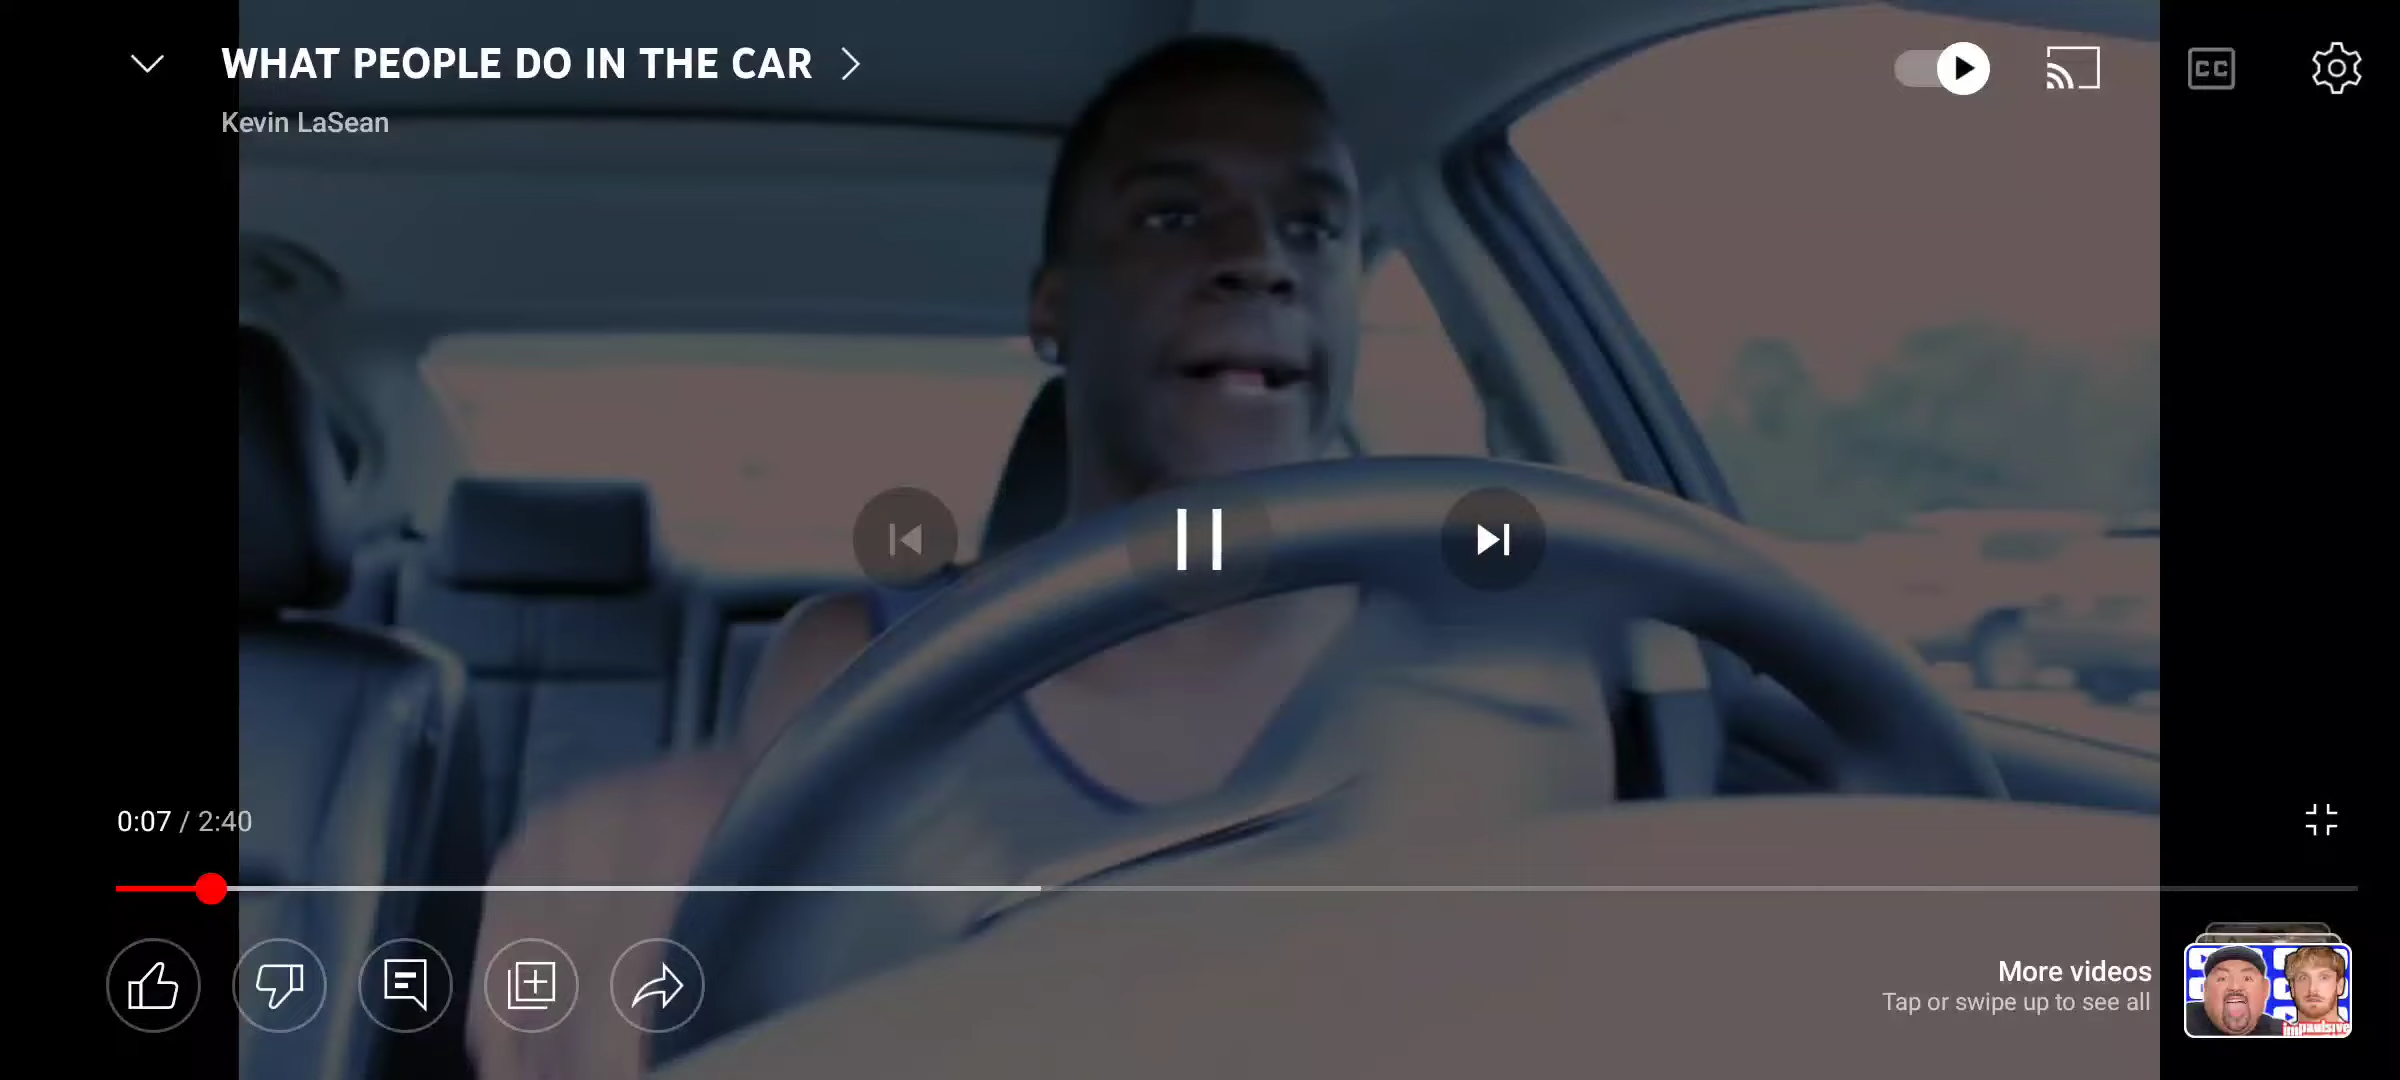 WHAT PEOPLE DO IN THE CAR
Kevin LaSean
CC
0:07 / 2:40
More videos
Tap or swipe up to see all
impaulsive